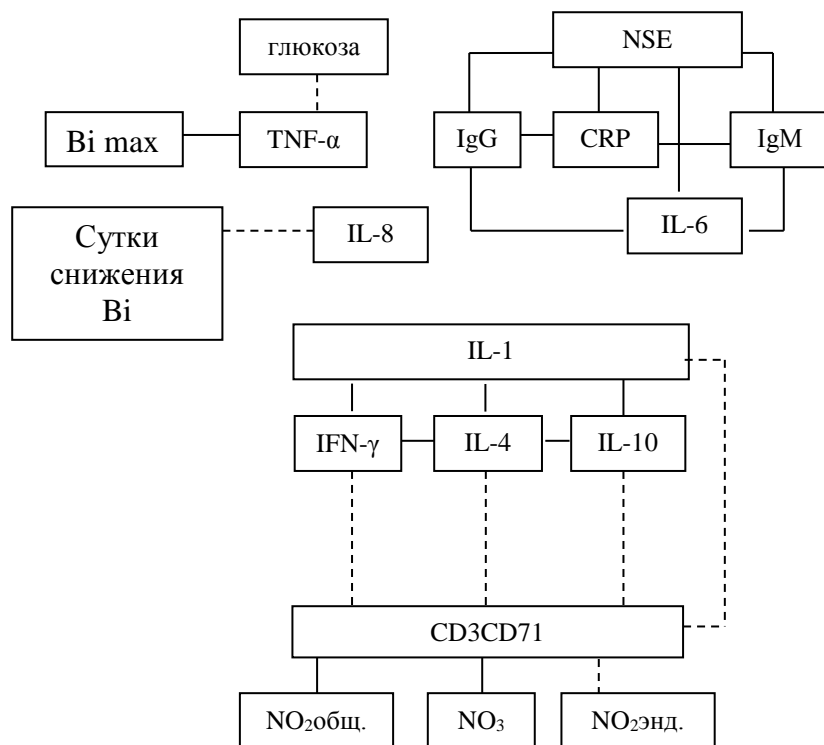 глюкоза
NSE
Bi max
TNF-α
IgG
CRP
IgM
Сутки
снижения
Bi
IL-8
IL-6
IL-1
IFN-γ
IL-4
IL-10
CD3CD71
NO₂общ.
NO₃
NO₂энд.